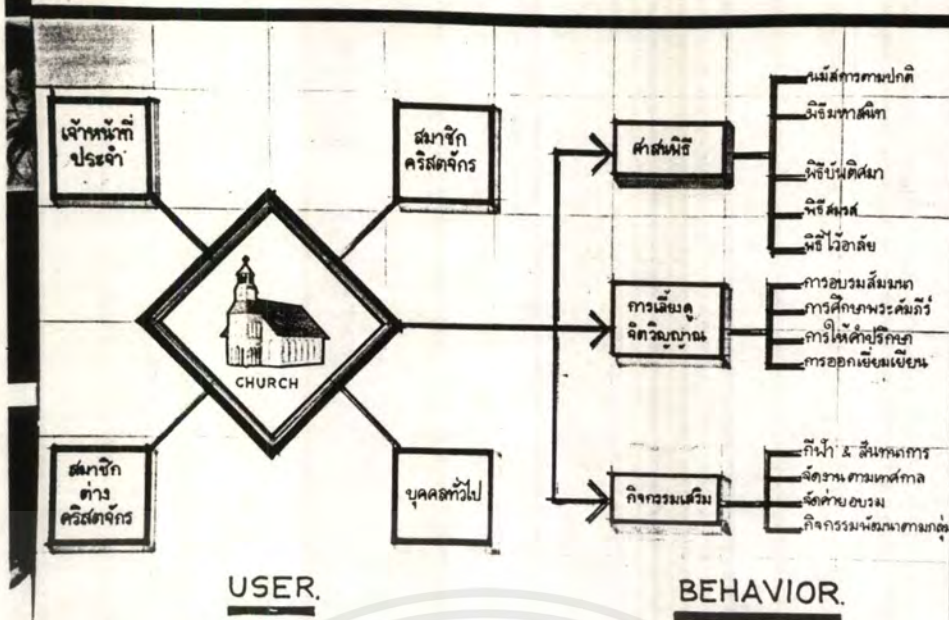 เจ้าหน้าที่
ประจำ
สมาชิก
คริสตจักร
CHURCH
สมาชิก
ต่าง
คริสตจักร
บุคคลทั่วไป
USER.
ศาสนพิธี
นมัสการตามปกติ
พิธีมหาสนิท
พิธีบัพติศมา
พิธีสมรส
พิธีไว้อาลัย
การเลี้ยงดู
จิตวิญญาณ
การอบรมสัมมนา
การศึกษาพระคัมภีร์
การให้คำปรึกษา
การออกเยี่ยมเยียน
กิจกรรมเสริม
กีฬา & สันทนาการ
จัดงานตามเทศกาล
จัดค่ายอบรม
กิจกรรมพัฒนาตามกลุ่ม
BEHAVIOR.